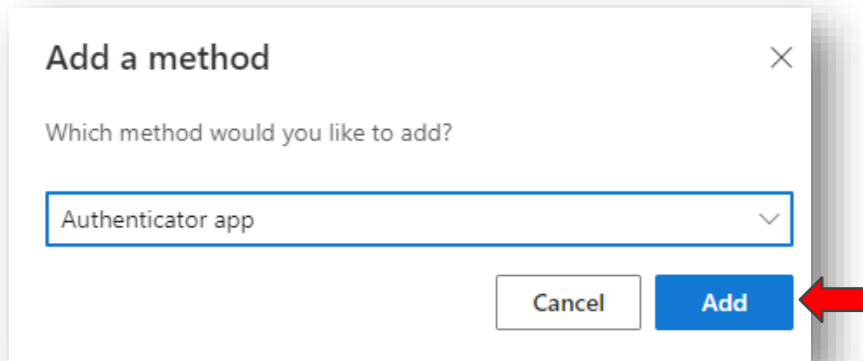 Add a method
Which method would you like to add?
Authenticator app
Cancel
Add